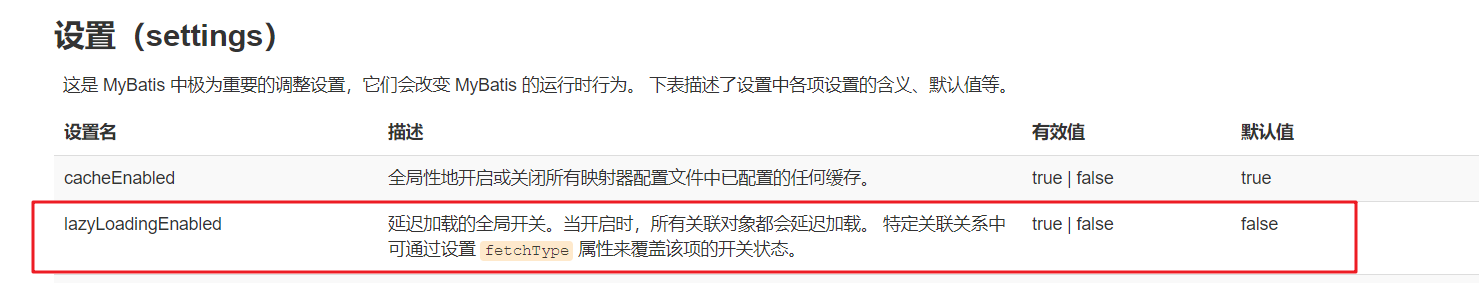 设置（settings）
这是 MyBatis 中极为重要的调整设置，它们会改变 MyBatis 的运行时行为。 下表描述了设置中各项设置的含义、默认值等。
设置名 描述 有效值 默认值
cacheEnabled 全局性地开启或关闭所有映射器配置文件中已配置的任何缓存。 true | false true
lazyLoadingEnabled 延迟加载的全局开关。当开启时，所有关联对象都会延迟加载。 特定关联关系中 true | false false
可通过设置 fetchType 属性来覆盖该项的开关状态。